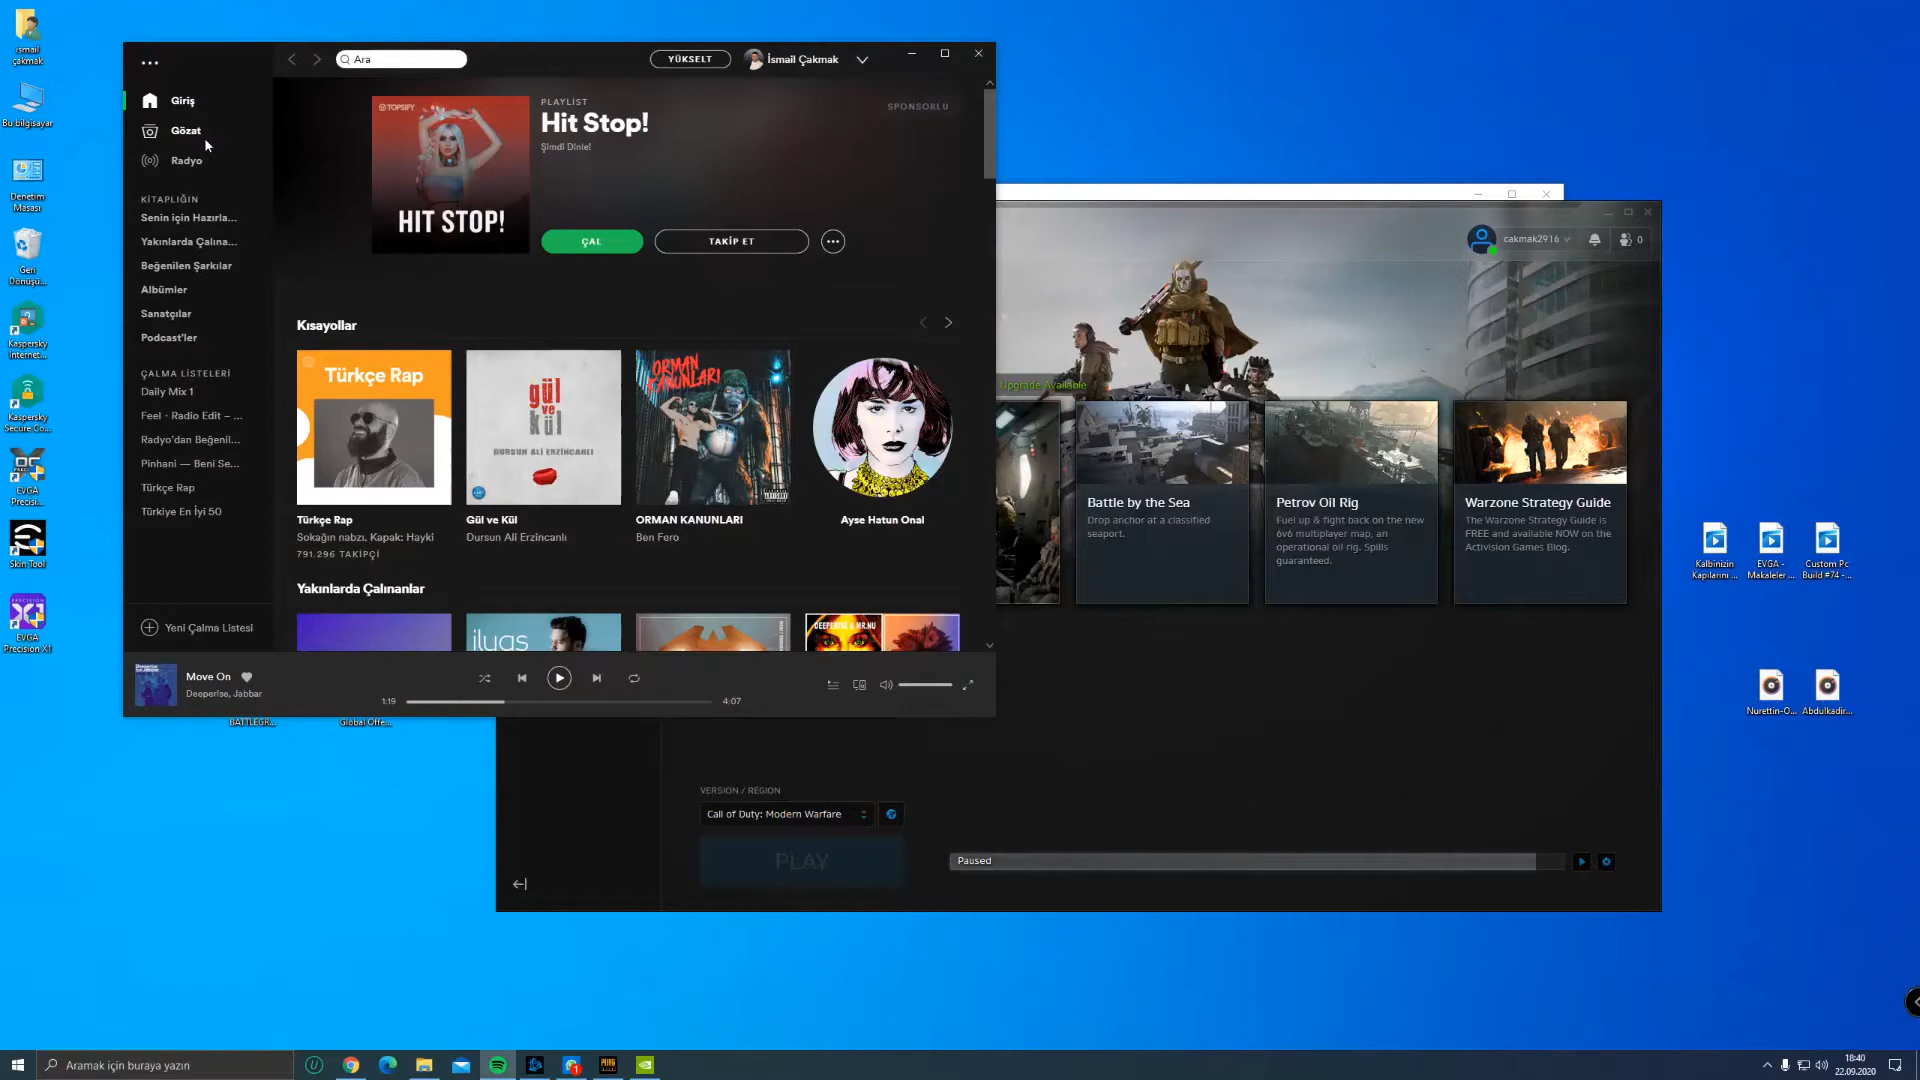 ismail
çakmak
Bu bilgisayar
Denetim
Masası
Geri
Dönüşü...
Kaspersky
Internet...
Kaspersky
Secure Co...
EVGA
Precisi...
Skin Tool
EVGA
Precision X1
Ara
YÜKSELT
İsmail Çakmak
Giriş
Gözat
Radyo
KİTAPLIĞIN
Senin için Hazırla...
Yakınlarda Çalına...
Beğenilen Şarkılar
Albümler
Sanatçılar
Podcast'ler
ÇALMA LİSTELERİ
Daily Mix 1
Feel - Radio Edit – ...
Radyo'dan Beğenil...
Pinhani — Beni Se...
Türkçe Rap
Türkiye En İyi 50
Yeni Çalma Listesi
TOPSIFY
HIT STOP!
PLAYLİST
Hit Stop!
Şimdi Dinle!
SPONSORLU
ÇAL
TAKİP ET
Kısayollar
Türkçe Rap
gül
ve
kül
DURSUN ALİ ERZİNCANLI
ORMAN
KANUNLARI
Türkçe Rap
Sokağın nabzı, Kapak: Hayki
791.296 TAKİPÇİ
Gül ve Kül
Dursun Ali Erzincanlı
ORMAN KANUNLARI
Ben Fero
Ayse Hatun Onal
Yakınlarda Çalınanlar
ilyas
DEEPERISE & MR.NU
Move On
Deeperise, Jabbar
1:19
4:07
BATTLEGR...
Global Offe...
cakmak2916
0
Upgrade Available
Battle by the Sea
Drop anchor at a classified
seaport.
Petrov Oil Rig
Fuel up & fight back on the new
6v6 multiplayer map, an
operational oil rig. Spills
guaranteed.
Warzone Strategy Guide
The Warzone Strategy Guide is
FREE and available NOW on the
Activision Games Blog.
VERSION / REGION
Call of Duty: Modern Warfare
PLAY
Paused
Kalbinizin
Kapılarını ...
EVGA -
Makaleler ...
Custom Pc
Build #74 -...
Nurettin-O...
Abdulkadir...
Aramak için buraya yazın
1
18:40
22.09.2020